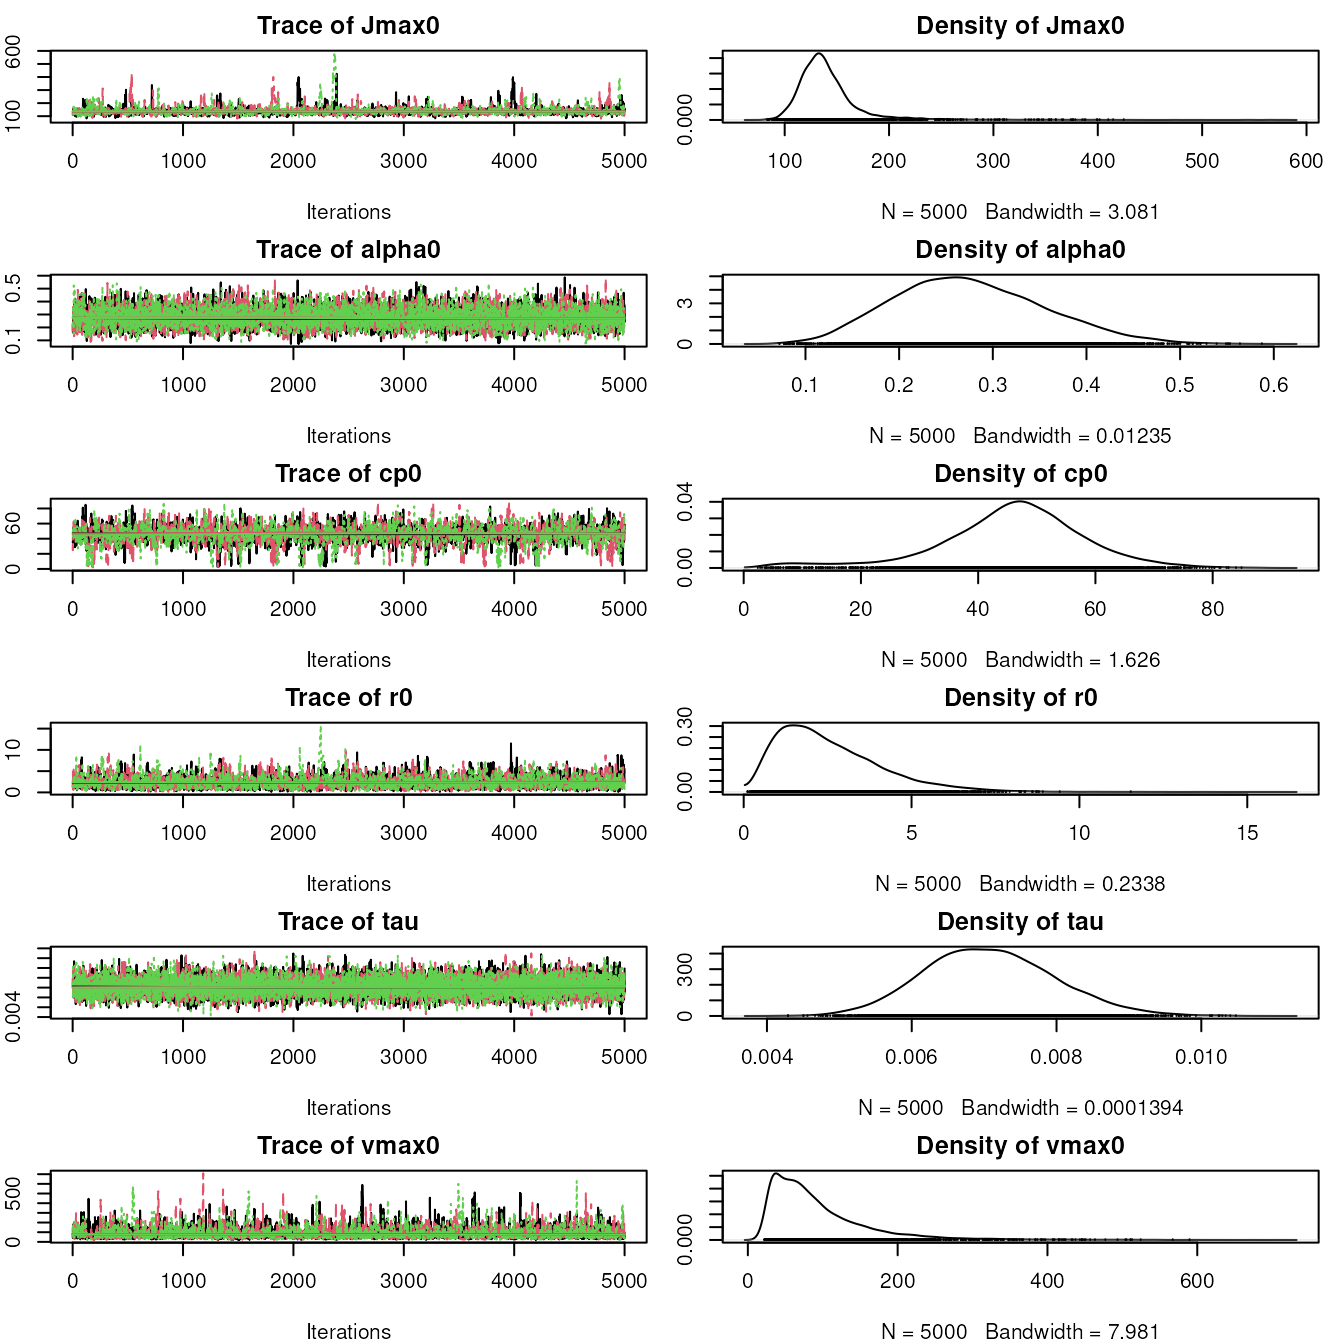 Trace of Jmax0
Density of Jmax0
100 600
0.000
0 1000 2000 3000 4000 5000
100 200 300 400 500 600
Iterations
N = 5000 Bandwidth = 3.081
Trace of alpha0
Density of alpha0
0.1 0.5
0 3
0 1000 2000 3000 4000 5000
0.1 0.2 0.3 0.4 0.5 0.6
Iterations
N = 5000 Bandwidth = 0.01235
Trace of cp0
Density of cp0
0 60
0.00 0.04
0 1000 2000 3000 4000 5000
0 20 40 60 80
Iterations
N = 5000 Bandwidth = 1.626
Trace of r0
Density of r0
0 10
0.00 0.30
0 1000 2000 3000 4000 5000
0 5 10 15
Iterations
N = 5000 Bandwidth = 0.2338
Trace of tau
Density of tau
0.004
0 300
0 1000 2000 3000 4000 5000
0.004 0.006 0.008 0.010
Iterations
N = 5000 Bandwidth = 0.0001394
Trace of vmax0
Density of vmax0
0 500
0.000
0 1000 2000 3000 4000 5000
0 200 400 600
Iterations
N = 5000 Bandwidth = 7.981